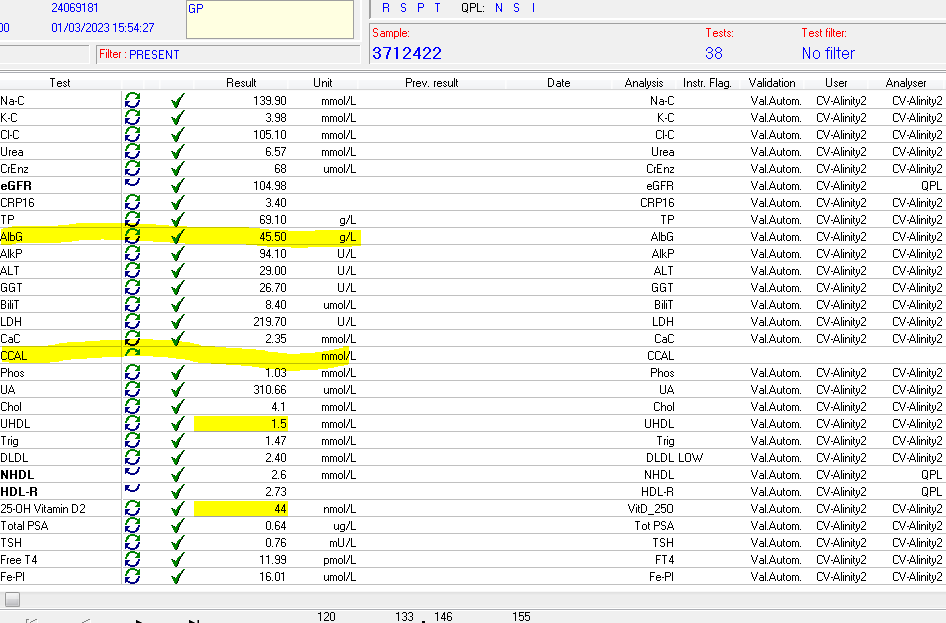 24069181 GP R S P T QPL: N S I
00 01/03/2023 15:54:27
Sample: Tests: Test filter:
Filter : PRESENT 3712422 38 No filter
Test Result Unit Prev. result Date Analysis Instr. Flag. Validation User Analyser
Na-C 139.90 mmol/L Na-C Val.Autom. CV-Alinity2 CV-Alinity2
K-C 3.98 mmol/L K-C Val.Autom. CV-Alinity2 CV-Alinity2
Cl-C 105.10 mmol/L Cl-C Val.Autom. CV-Alinity2 CV-Alinity2
Urea 6.57 mmol/L Urea Val.Autom. CV-Alinity2 CV-Alinity2
CrEnz 68 umol/L CrEnz Val.Autom. CV-Alinity2 CV-Alinity2
eGFR 104.98 eGFR Val.Autom. CV-Alinity2 QPL
CRP16 3.40 CRP16 Val.Autom. CV-Alinity2 CV-Alinity2
TP 69.10 g/L TP Val.Autom. CV-Alinity2 CV-Alinity2
AlbG 45.50 g/L AlbG Val.Autom. CV-Alinity2 CV-Alinity2
AlkP 94.10 U/L AlkP Val.Autom. CV-Alinity2 CV-Alinity2
ALT 29.00 U/L ALT Val.Autom. CV-Alinity2 CV-Alinity2
GGT 26.70 U/L GGT Val.Autom. CV-Alinity2 CV-Alinity2
BiliT 8.40 umol/L BiliT Val.Autom. CV-Alinity2 CV-Alinity2
LDH 219.70 U/L LDH Val.Autom. CV-Alinity2 CV-Alinity2
CaC 2.35 mmol/L CaC Val.Autom. CV-Alinity2 CV-Alinity2
CCAL mmol/L CCAL
Phos 1.03 mmol/L Phos Val.Autom. CV-Alinity2 CV-Alinity2
UA 310.66 umol/L UA Val.Autom. CV-Alinity2 CV-Alinity2
Chol 4.1 mmol/L Chol Val.Autom. CV-Alinity2 CV-Alinity2
UHDL 1.5 mmol/L UHDL Val.Autom. CV-Alinity2 CV-Alinity2
Trig 1.47 mmol/L Trig Val.Autom. CV-Alinity2 CV-Alinity2
DLDL 2.40 mmol/L DLDL LOW Val.Autom. CV-Alinity2 CV-Alinity2
NHDL 2.6 mmol/L NHDL Val.Autom. CV-Alinity2 QPL
HDL-R 2.73 HDL-R Val.Autom. CV-Alinity2 QPL
25-OH Vitamin D2 44 nmol/L VitD_25O Val.Autom. CV-Alinity2 CV-Alinity2
Total PSA 0.64 ug/L Tot PSA Val.Autom. CV-Alinity2 CV-Alinity2
TSH 0.76 mU/L TSH Val.Autom. CV-Alinity2 CV-Alinity2
Free T4 11.99 pmol/L FT4 Val.Autom. CV-Alinity2 CV-Alinity2
Fe-Pl 16.01 umol/L Fe-Pl Val.Autom. CV-Alinity2 CV-Alinity2
120 133 146 155